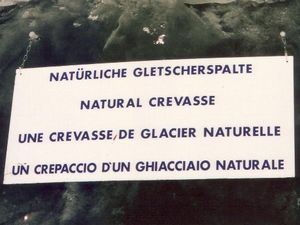 NATÜRLICHE GLETSCHERSPALTE
NATURAL CREVASSE
UNE CREVASSE, DE GLACIER NATURELLE
UN CREPACCIO D'UN GHIACCIAIO NATURALE